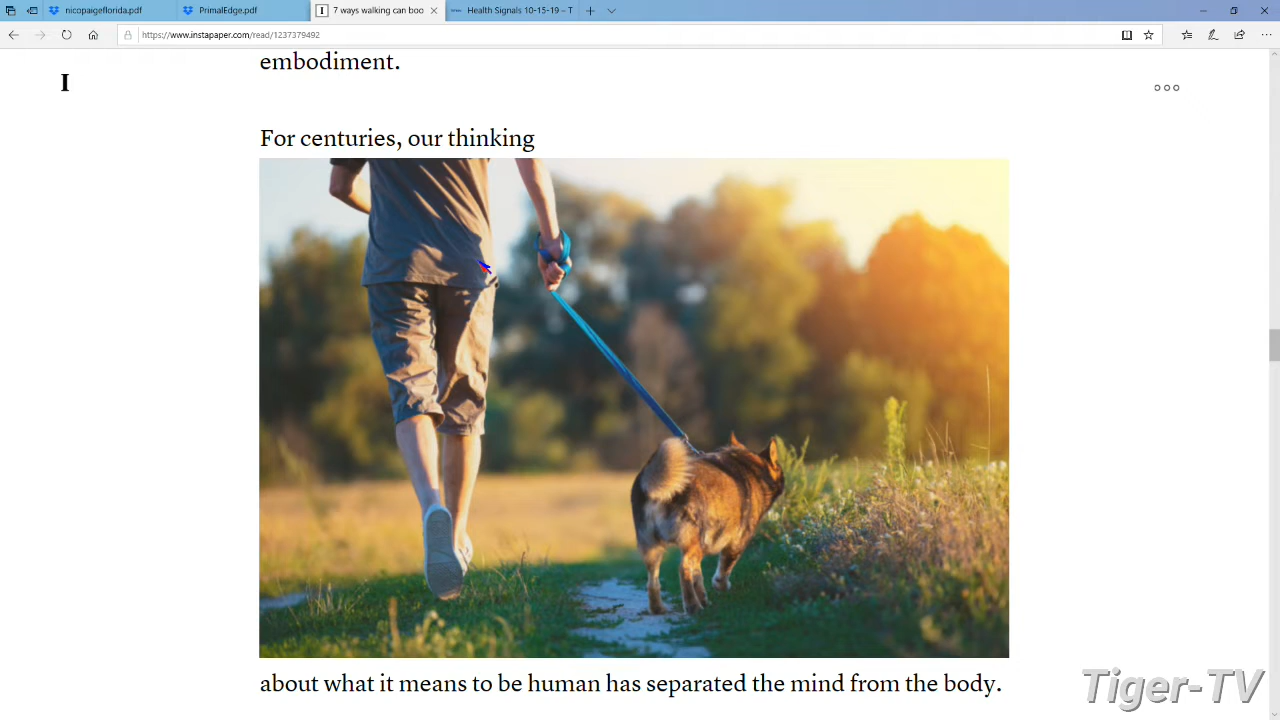 nicopaigeflorida.pdf
PrimalEdge.pdf
I 7 ways walking can boo
Health Signals 10-15-19 – T
https://www.instapaper.com/read/1237379492
embodiment.
I
For centuries, our thinking
about what it means to be human has separated the mind from the body.
Tiger-TV